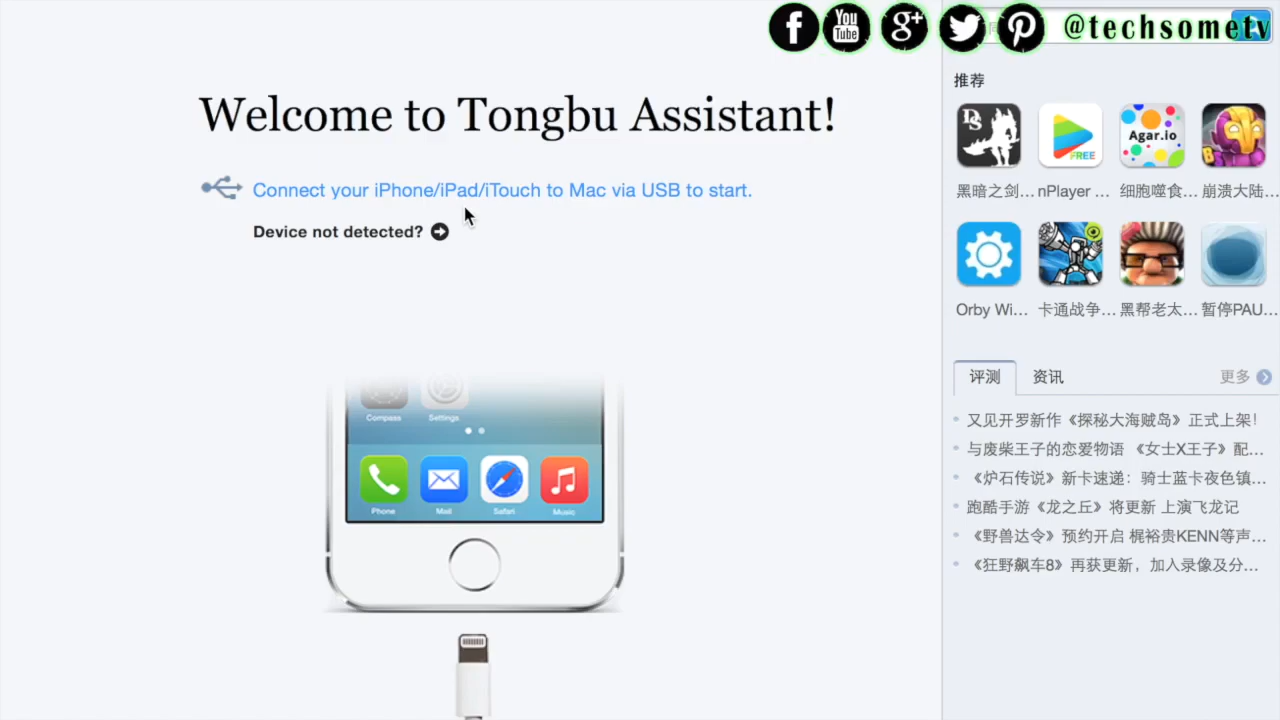 @techsometv
Welcome to Tongbu Assistant!
Connect your iPhone/iPad/iTouch to Mac via USB to start.
Device not detected?
Compass
Settings
Phone
Mail
Safari
Music
推荐
DS
FREE
Agar.io
B
黑暗之剑...
nPlayer ...
细胞噬食...
崩溃大陆...
Orby Wi...
卡通战争...
黑帮老太...
暂停PAU...
评测
资讯
更多
又见开罗新作《探秘大海贼岛》正式上架!
与废柴王子的恋爱物语 《女士X王子》配...
《炉石传说》新卡速递：骑士蓝卡夜色镇...
跑酷手游《龙之丘》将更新 上演飞龙记
《野兽达令》预约开启 梶裕贵KENN等声...
《狂野飙车8》再获更新，加入录像及分...
You
Tube
g+